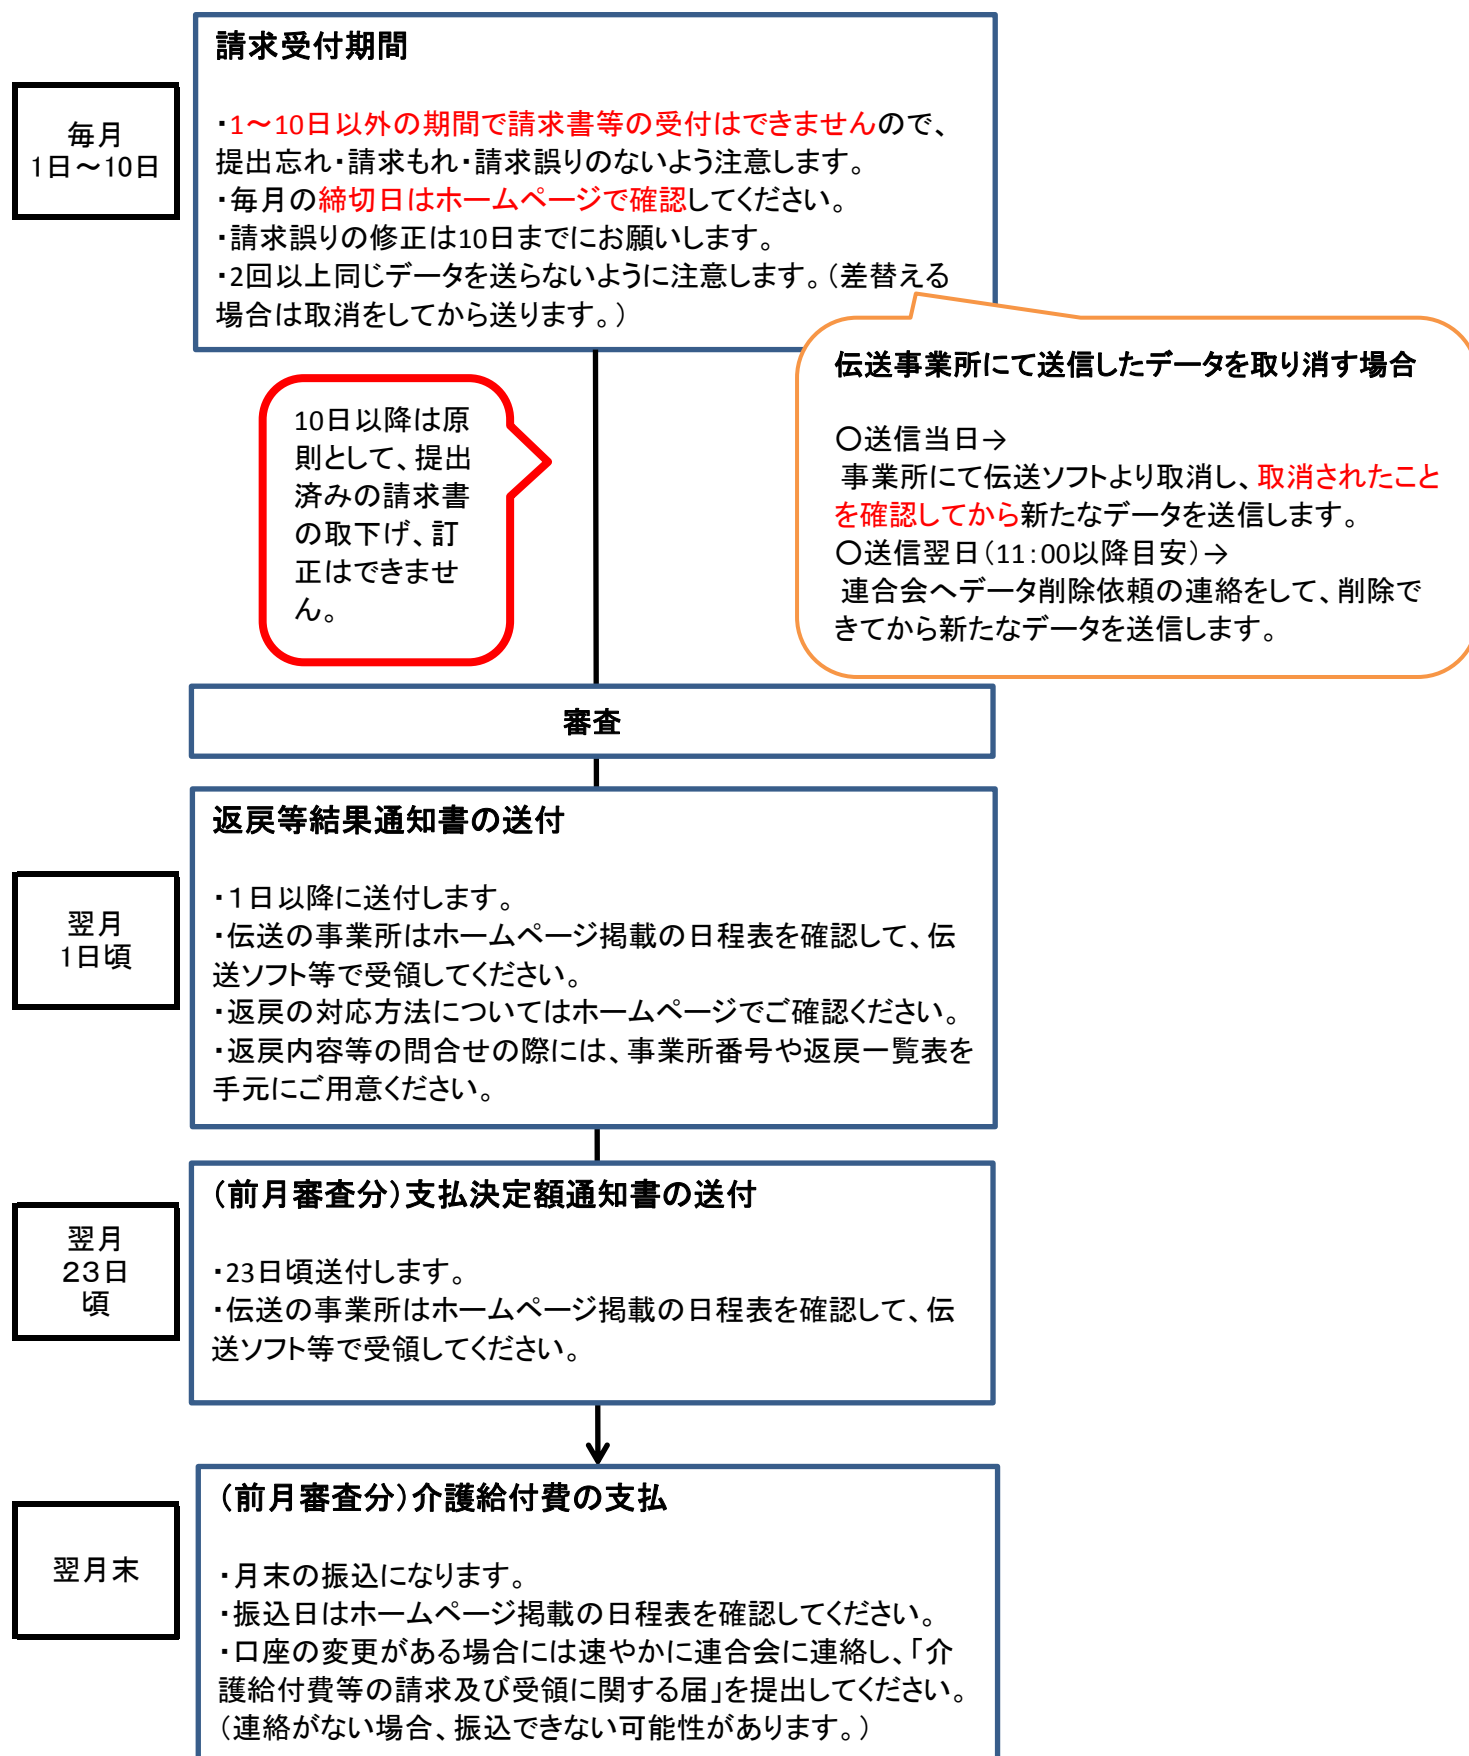 請求受付期間
毎月
1日～10日
・1～10日以外の期間で請求書等の受付はできませんので、
提出忘れ・請求もれ・請求誤りのないよう注意します。
・毎月の締切日はホームページで確認してください。
・請求誤りの修正は10日までにお願いします。
・2回以上同じデータを送らないように注意します。（差替える
場合は取消をしてから送ります。）
伝送事業所にて送信したデータを取り消す場合
○送信当日→
事業所にて伝送ソフトより取消し、取消されたこと
を確認してから新たなデータを送信します。
○送信翌日（11：00以降目安）→
連合会へデータ削除依頼の連絡をして、削除で
きてから新たなデータを送信します。
10日以降は原
則として、提出
済みの請求書
の取下げ、訂
正はできませ
ん。
審査
返戻等結果通知書の送付
翌月
1日頃
・１日以降に送付します。
・伝送の事業所はホームページ掲載の日程表を確認して、伝
送ソフト等で受領してください。
・返戻の対応方法についてはホームページでご確認ください。
・返戻内容等の問合せの際には、事業所番号や返戻一覧表を
手元にご用意ください。
（前月審査分）支払決定額通知書の送付
翌月
２３日
頃
・23日頃送付します。
・伝送の事業所はホームページ掲載の日程表を確認して、伝
送ソフト等で受領してください。
（前月審査分）介護給付費の支払
翌月末
・月末の振込になります。
・振込日はホームページ掲載の日程表を確認してください。
・口座の変更がある場合には速やかに連合会に連絡し、「介
護給付費等の請求及び受領に関する届」を提出してください。
（連絡がない場合、振込できない可能性があります。）